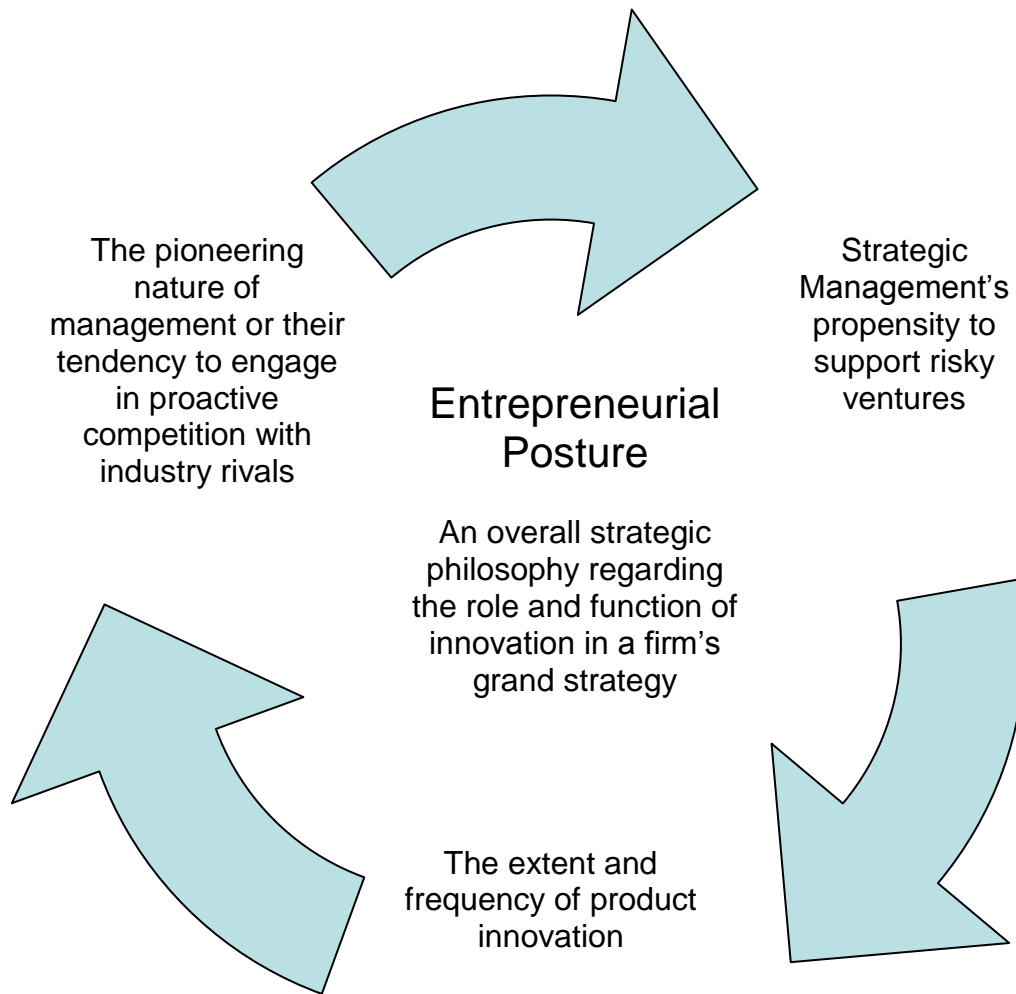 The pioneering
nature of
management or their
tendency to engage
in proactive
competition with
industry rivals
Strategic
Management’s
propensity to
support risky
ventures
Entrepreneurial
Posture
An overall strategic
philosophy regarding
the role and function of
innovation in a firm’s
grand strategy
The extent and
frequency of product
innovation